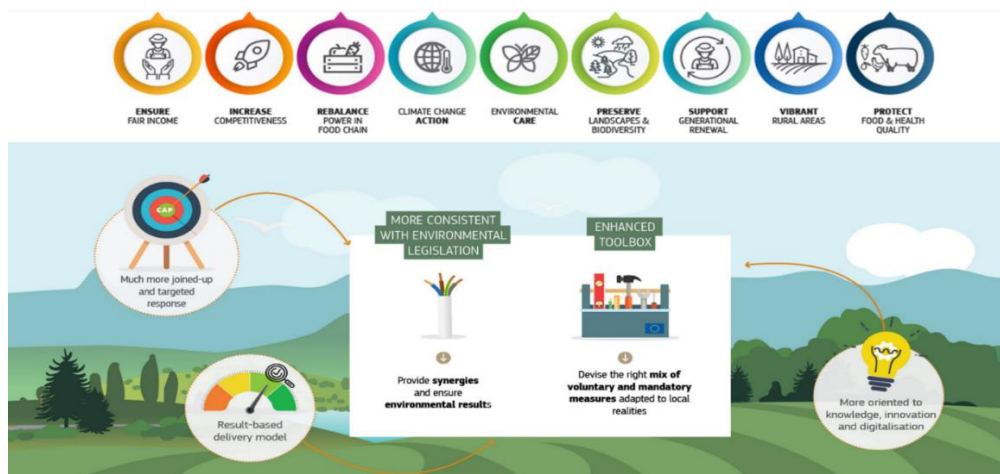 ENSURE
FAIR INCOME
INCREASE
COMPETITIVENESS
REBALANCE
POWER IN
FOOD CHAIN
CLIMATE CHANGE
ACTION
ENVIRONMENTAL
CARE
PRESERVE
LANDSCAPES &
BIODIVERSITY
SUPPORT
GENERATIONAL
RENEWAL
VIBRANT
RURAL AREAS
PROTECT
FOOD & HEALTH
QUALITY
CAP
Much more joined-up
and targeted
response
MORE CONSISTENT
WITH ENVIRONMENTAL
LEGISLATION
Provide synergies
and ensure
environmental results
ENHANCED
TOOLBOX
Devise the right mix of
voluntary and mandatory
measures adapted to local
realities
Result-based
delivery model
More oriented to
knowledge, innovation
and digitalisation